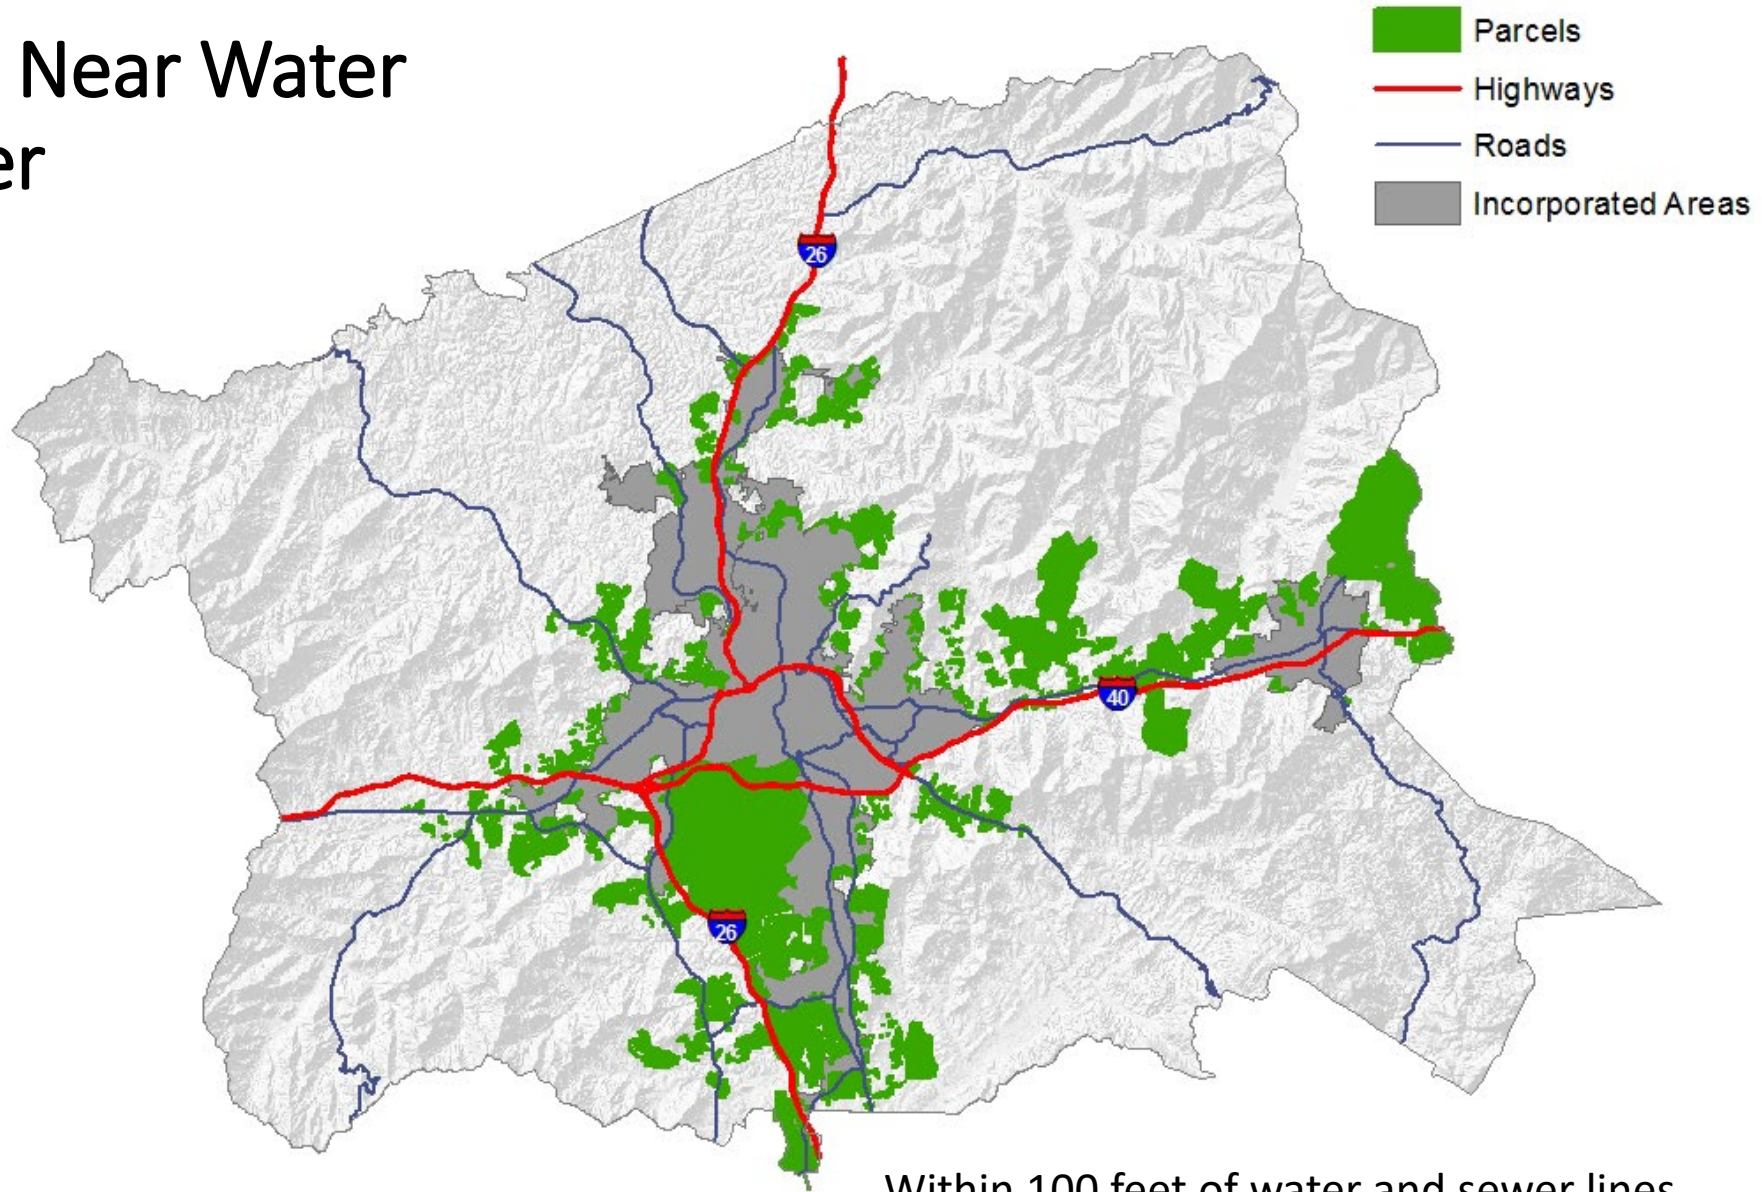 Near Water
er
Parcels
Highways
Roads
Incorporated Areas
26
40
26
Within 100 feet of water and sewer lines